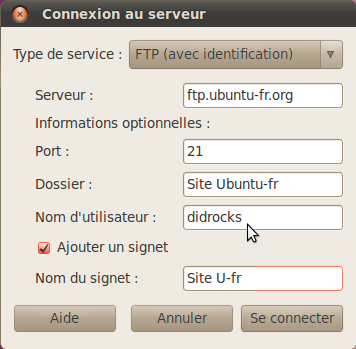 Connexion au serveur
Type de service : FTP (avec identification)
Serveur : ftp.ubuntu-fr.org
Informations optionnelles :
Port : 21
Dossier : Site Ubuntu-fr
Nom d'utilisateur : didrocks
Ajouter un signet
Nom du signet : Site U-fr
Aide Annuler Se connecter